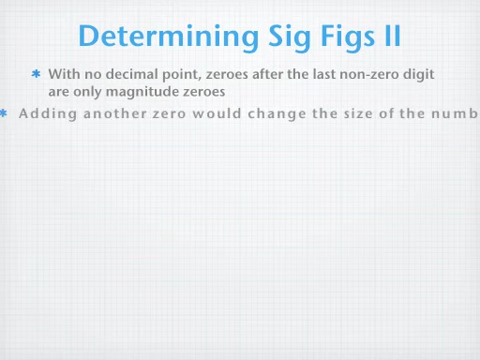 Determining Sig Figs II
✱ With no decimal point, zeroes after the last non-zero digit
are only magnitude zeroes
✱ Adding another zero would change the size of the numb